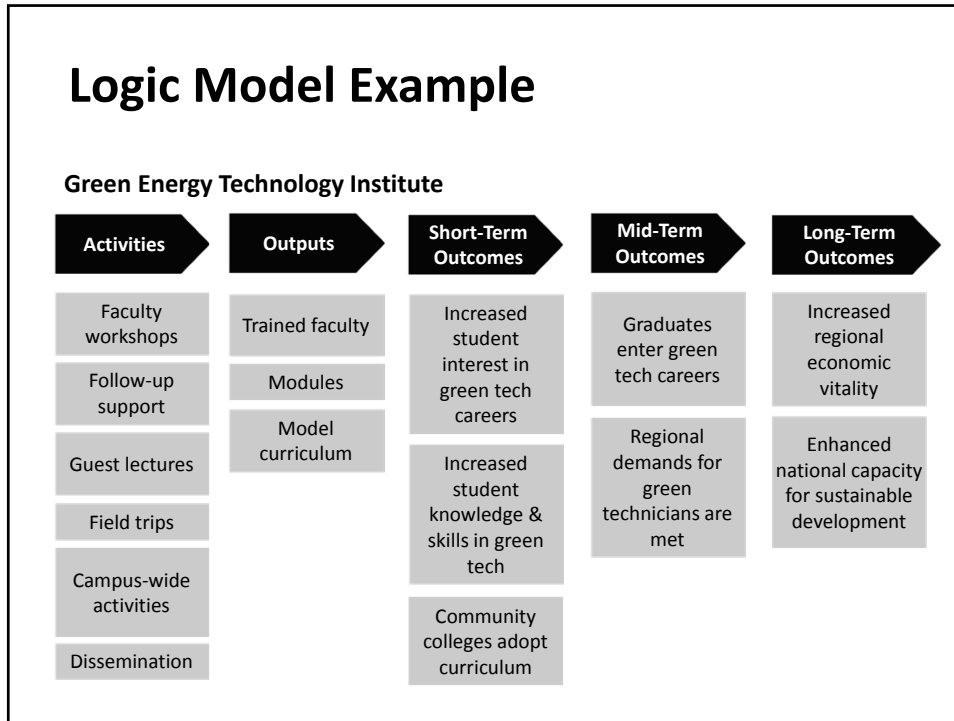 Logic Model Example
Green Energy Technology Institute
Activities
Faculty
workshops
Follow-up
support
Guest lectures
Field trips
Campus-wide
activities
Dissemination
Outputs
Trained faculty
Modules
Model
curriculum
Short-Term
Outcomes
Increased
student
interest in
green tech
careers
Increased
student
knowledge &
skills in green
tech
Community
colleges adopt
curriculum
Mid-Term
Outcomes
Graduates
enter green
tech careers
Regional
demands for
green
technicians are
met
Long-Term
Outcomes
Increased
regional
economic
vitality
Enhanced
national capacity
for sustainable
development